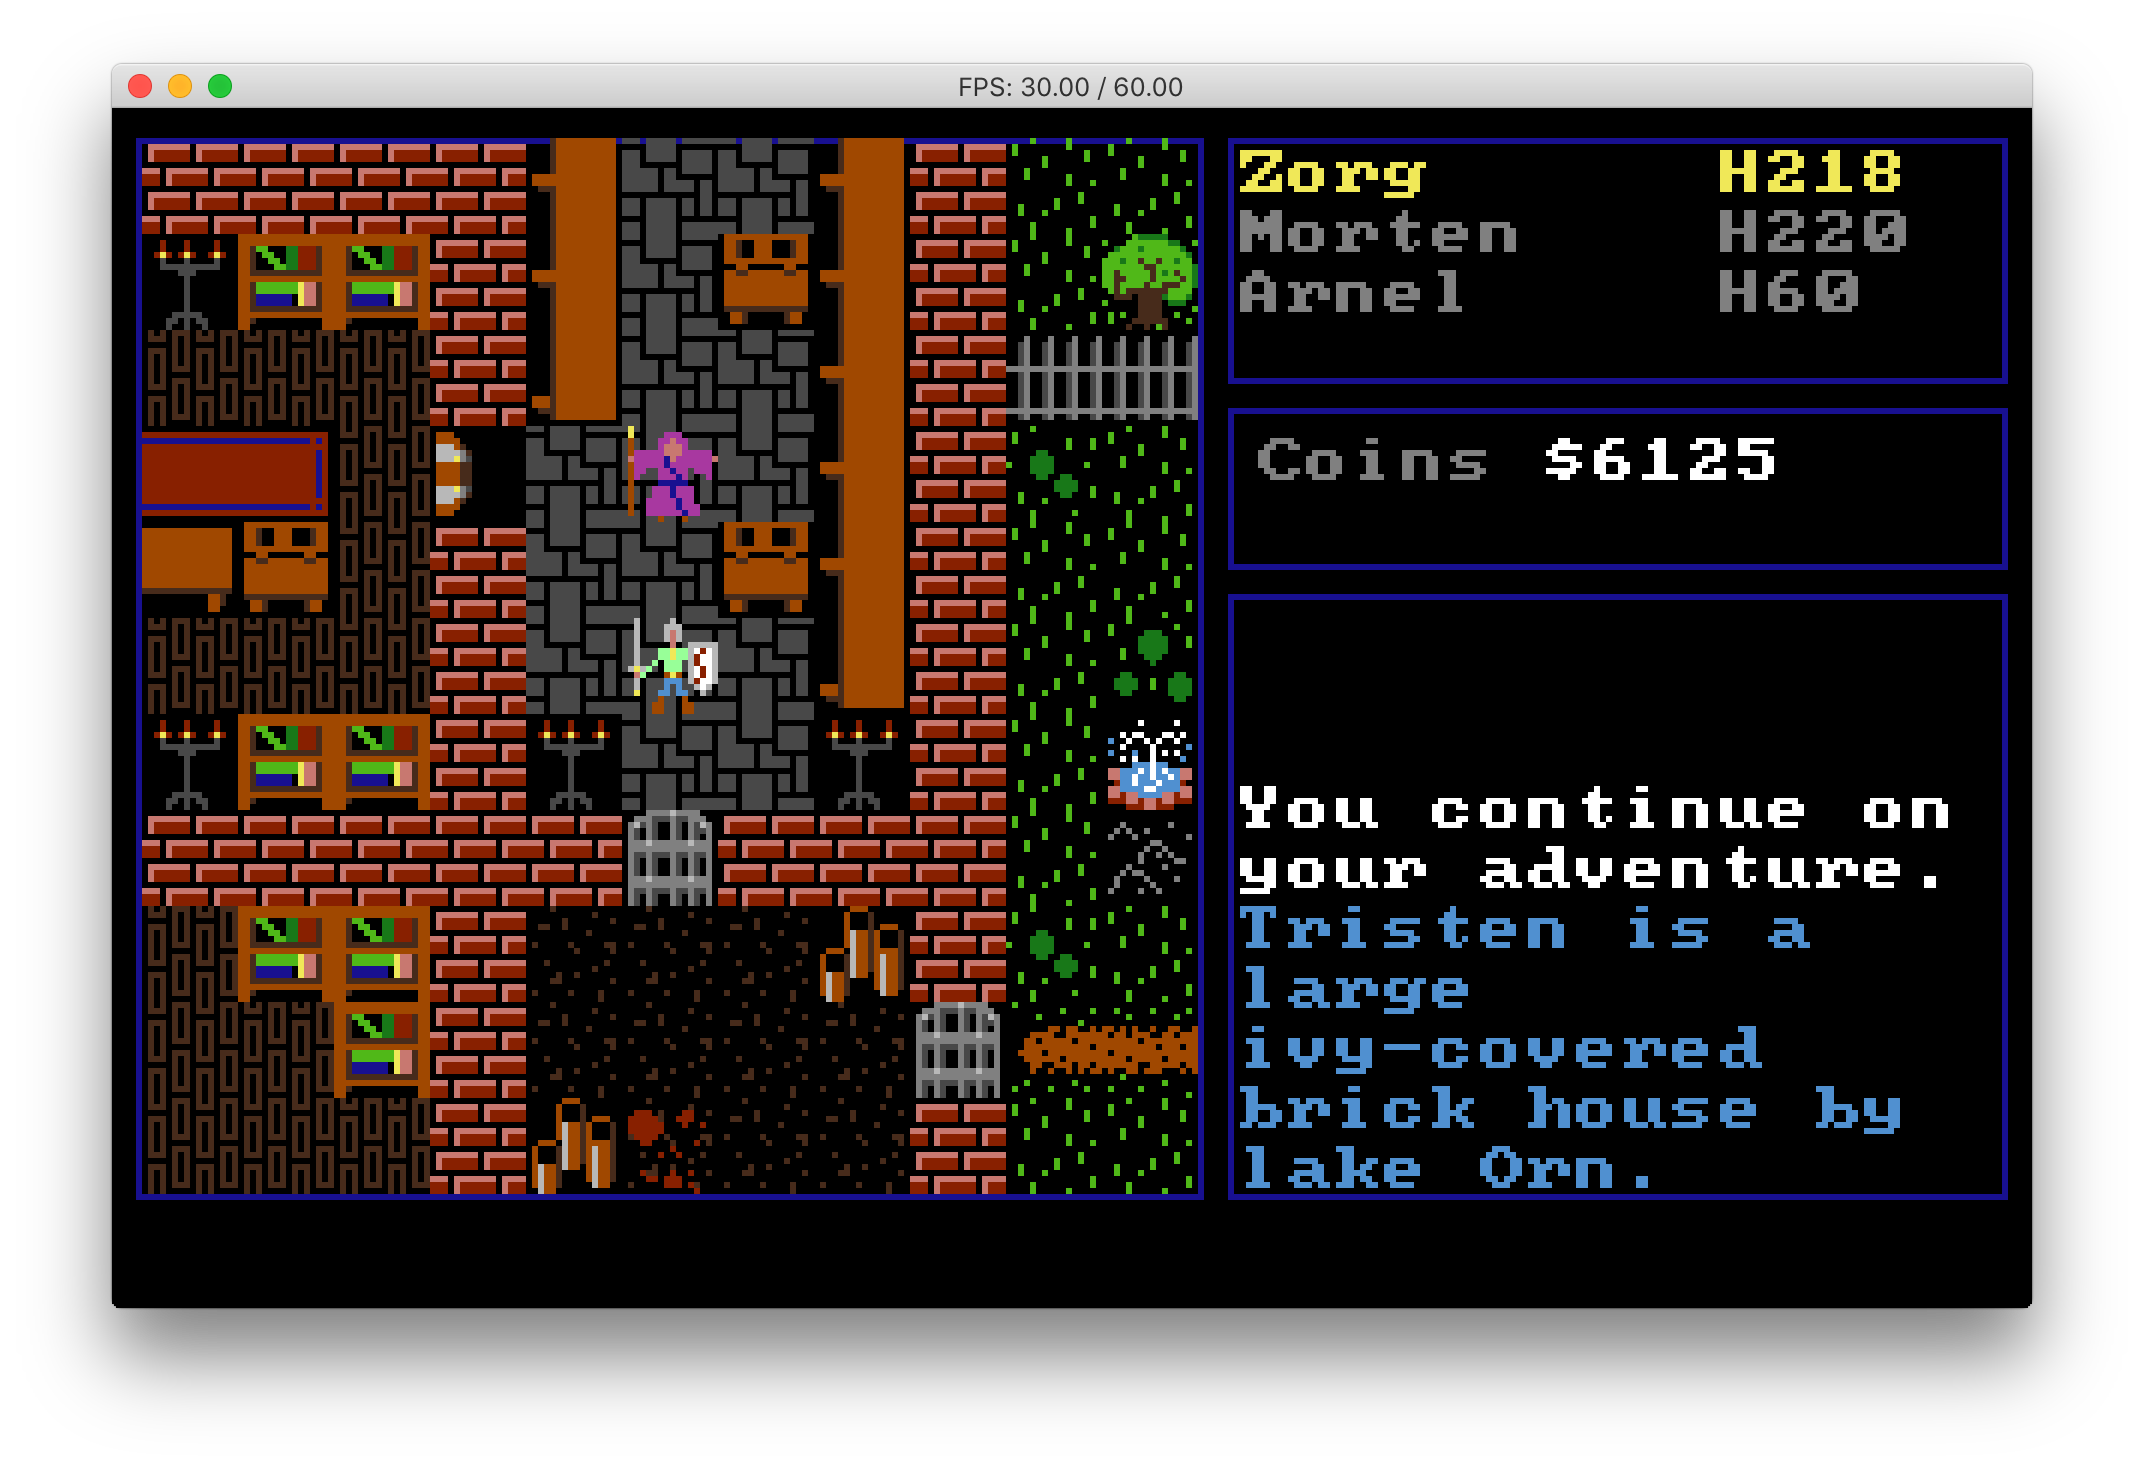 FPS: 30.00 / 60.00
Zorg H218
Morten H220
Arnel H60
Coins $6125
You continue on
your adventure.
Tristen is a
large
ivy-covered
brick house by
lake Orn.